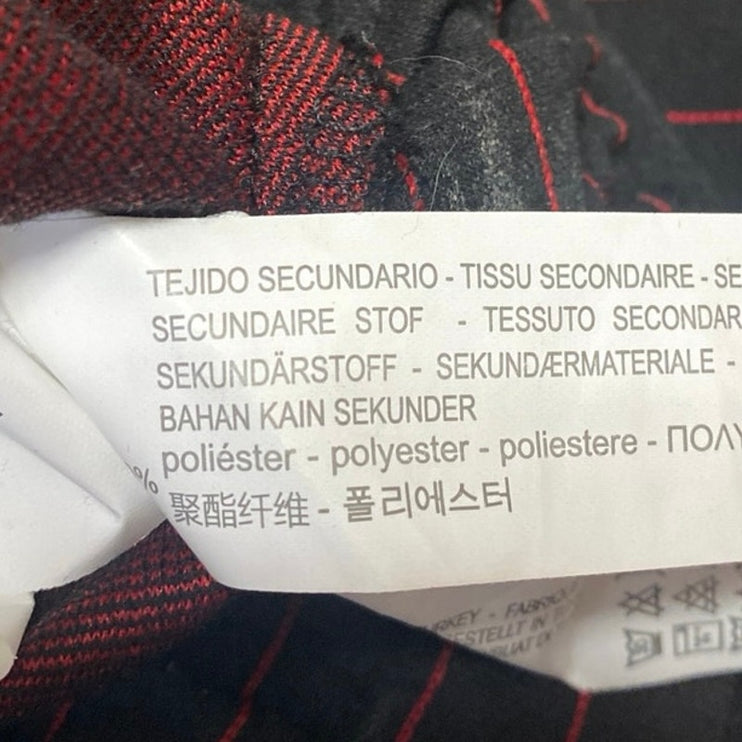 TEJIDO SECUNDARIO - TISSU SECONDAIRE - SE
SECUNDAIRE STOF - TESSUTO SECONDAR
SEKUNDÄRSTOFF - SEKUNDÆRMATERIALE -
BAHAN KAIN SEKUNDER
poliéster - polyester - poliestere - ΠΟΛΥ
% 聚酯纤维 - 폴리에스터